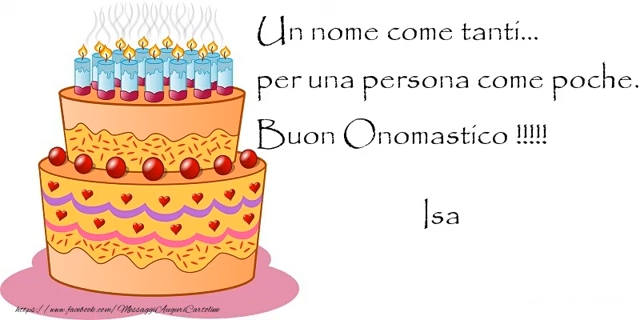 Un nome come tanti...
per una persona come poche.
Buon Onomastico !!!!!
Isa
https://www.facebook.com/MessaggiAuguriCartoline